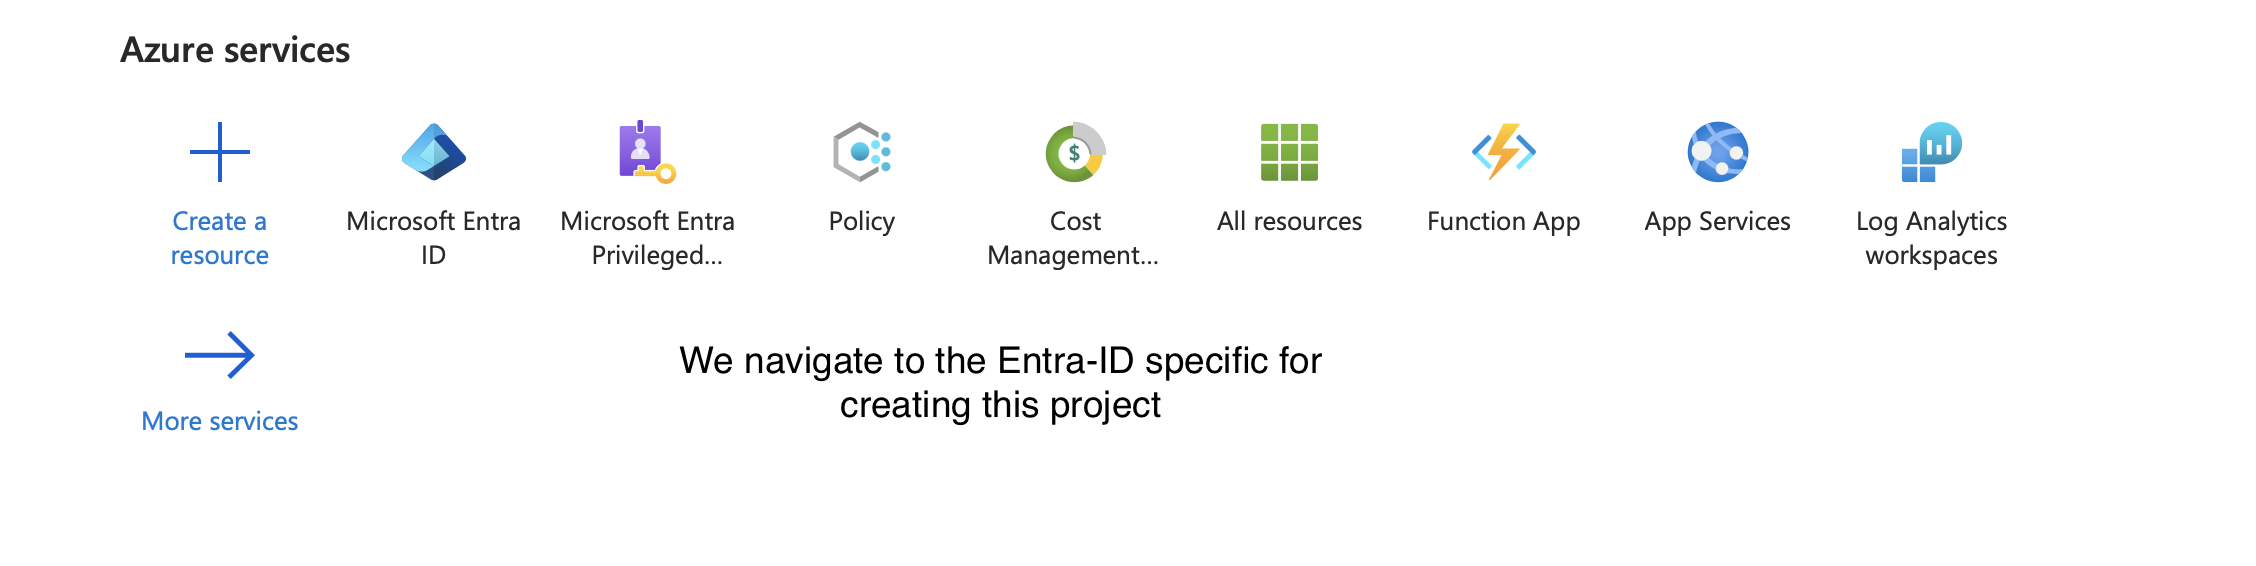 Azure services
Create a
resource
Microsoft Entra
ID
Microsoft Entra
Privileged...
Policy
Cost
Management...
All resources
Function App
App Services
Log Analytics
workspaces
More services
We navigate to the Entra-ID specific for
creating this project